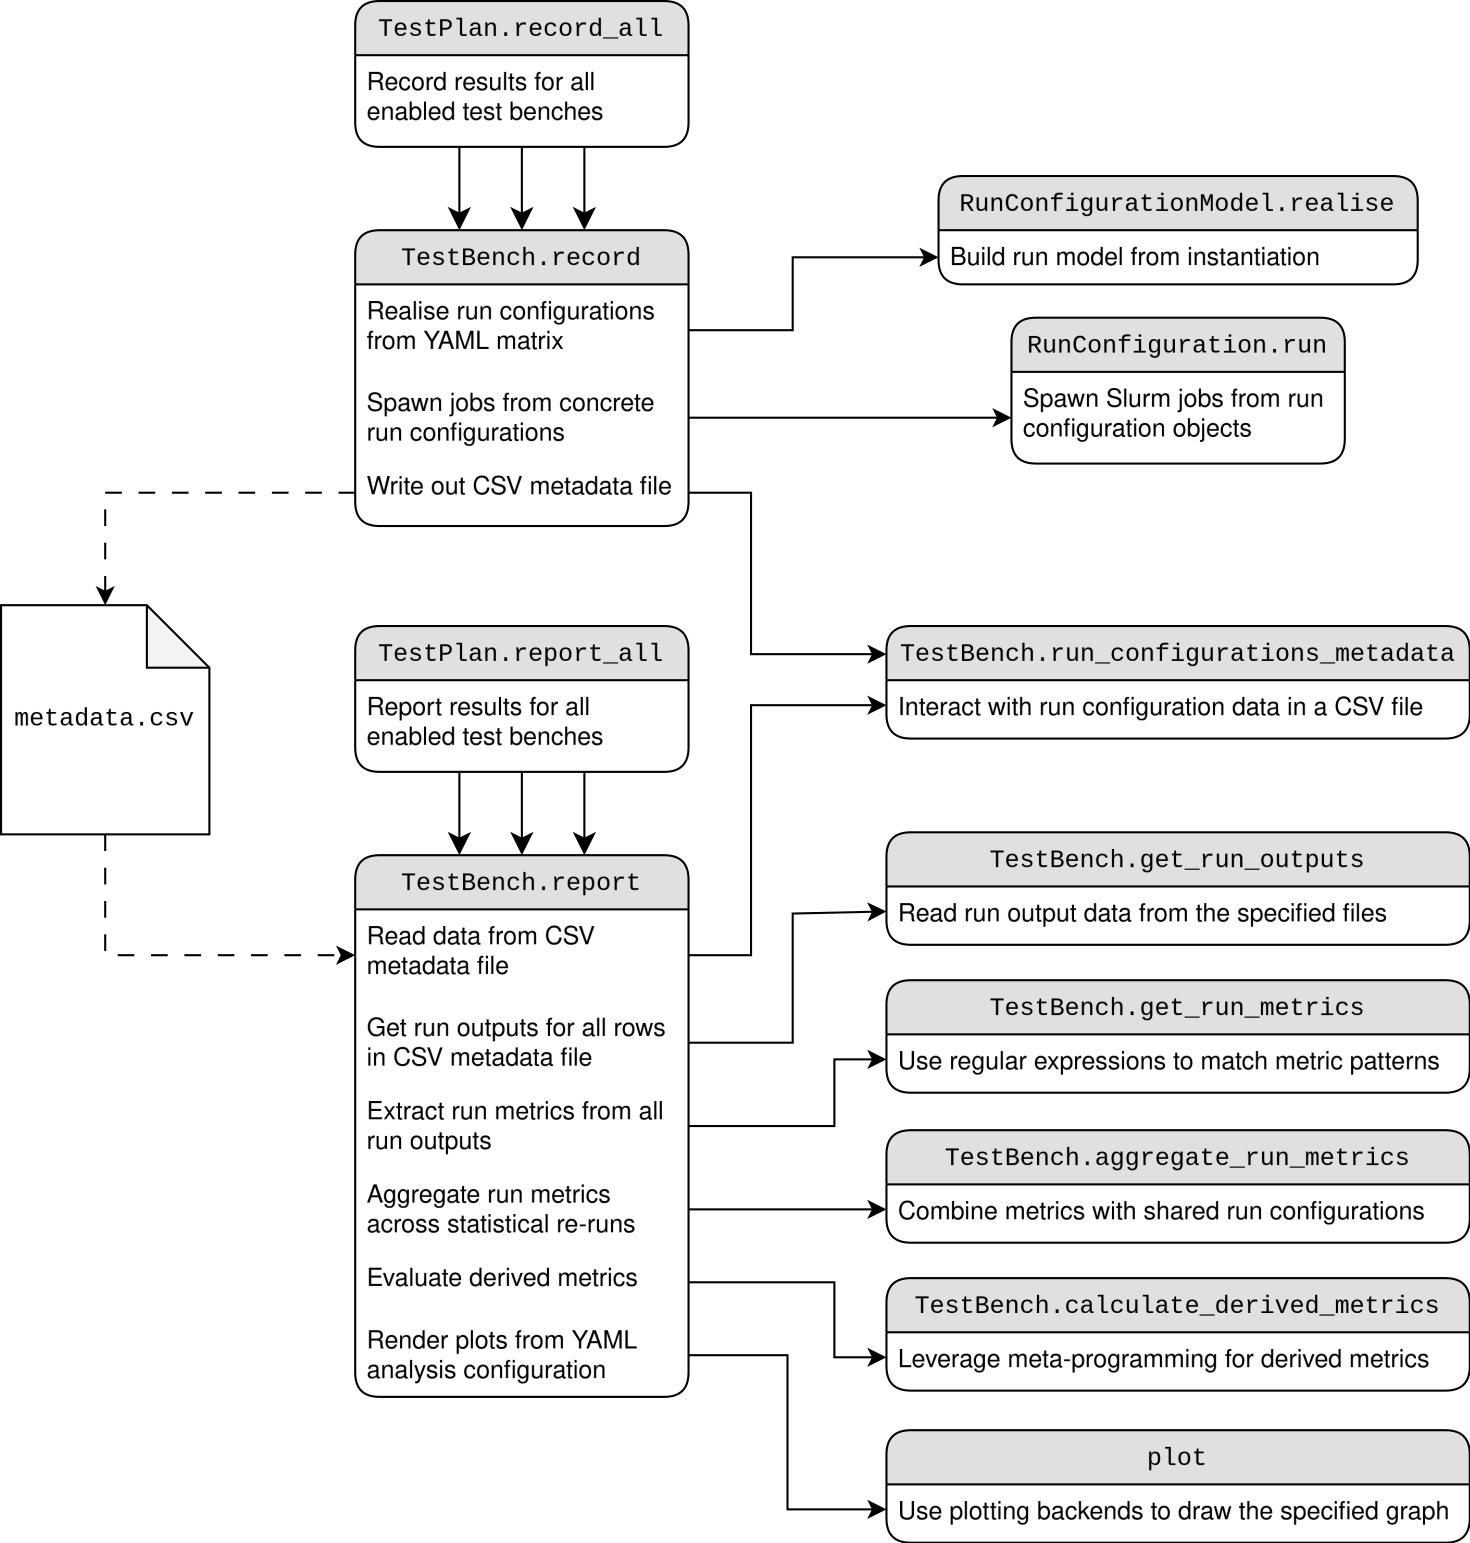 TestPlan.record_all
Record results for all
enabled test benches
TestBench.record
Realise run configurations
from YAML matrix
Spawn jobs from concrete
run configurations
Write out CSV metadata file
RunConfigurationModel.realise
Build run model from instantiation
RunConfiguration.run
Spawn Slurm jobs from run
configuration objects
metadata.csv
TestPlan.report_all
Report results for all
enabled test benches
TestBench.run_configurations_metadata
Interact with run configuration data in a CSV file
TestBench.report
Read data from CSV
metadata file
Get run outputs for all rows
in CSV metadata file
Extract run metrics from all
run outputs
Aggregate run metrics
across statistical re-runs
Evaluate derived metrics
Render plots from YAML
analysis configuration
TestBench.get_run_outputs
Read run output data from the specified files
TestBench.get_run_metrics
Use regular expressions to match metric patterns
TestBench.aggregate_run_metrics
Combine metrics with shared run configurations
TestBench.calculate_derived_metrics
Leverage meta-programming for derived metrics
plot
Use plotting backends to draw the specified graph